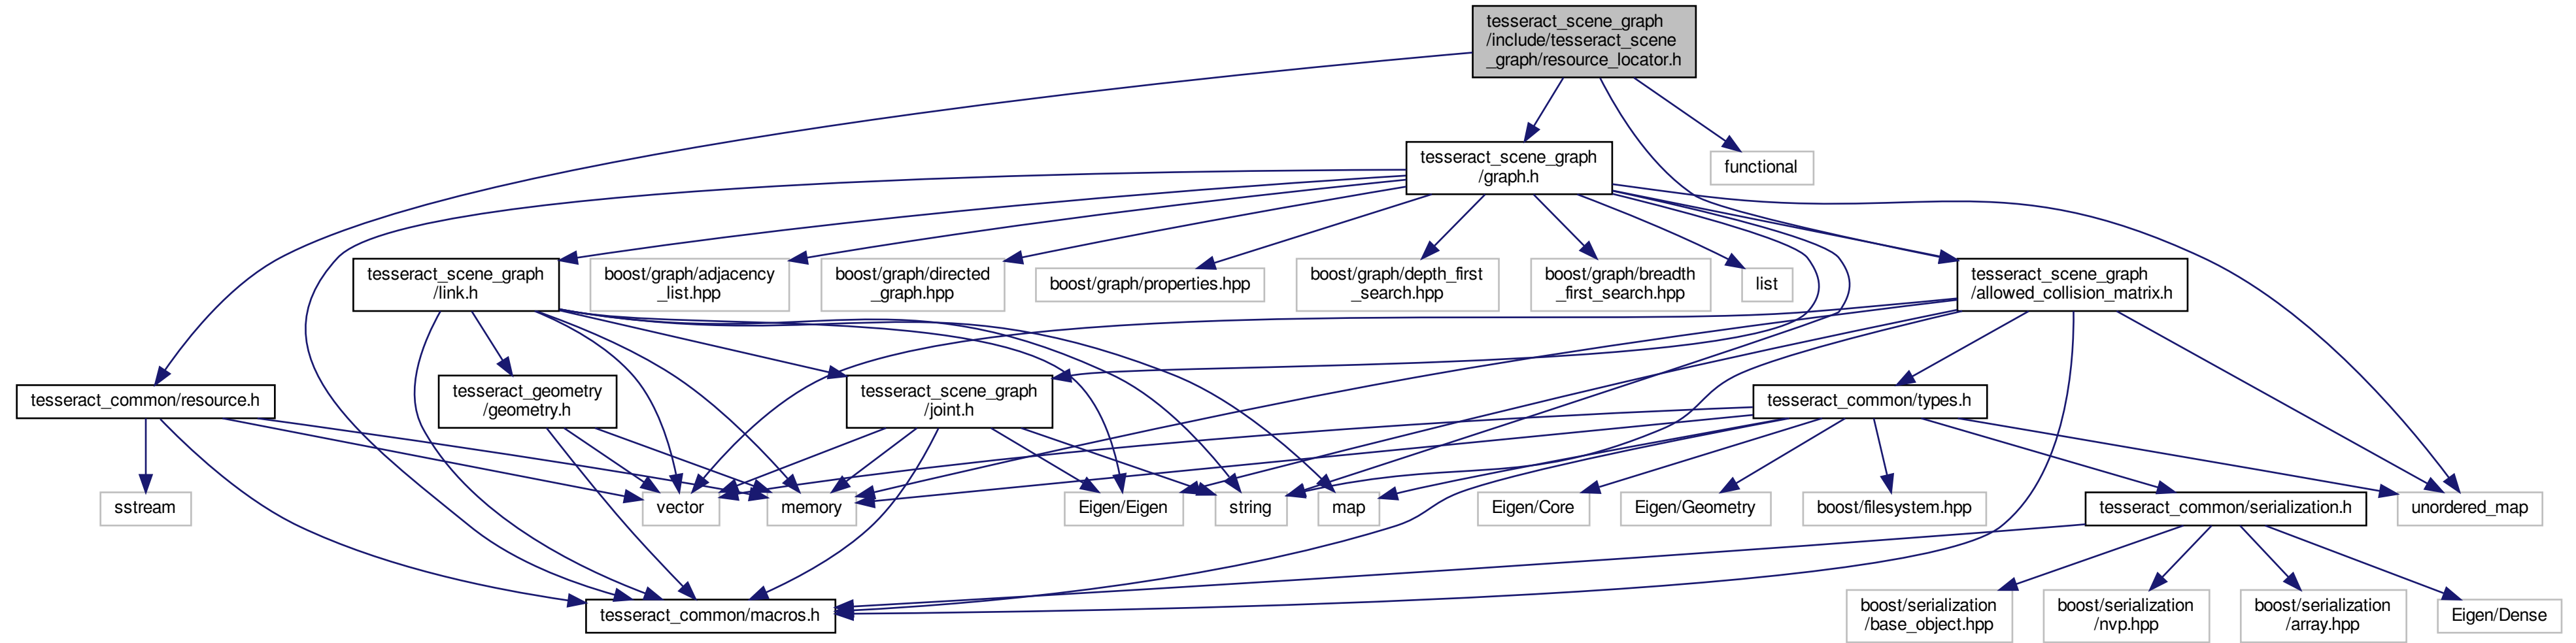 tesseract_scene_graph
/include/tesseract_scene
_graph/resource_locator.h
tesseract_scene_graph
/graph.h
functional
tesseract_scene_graph
/link.h
boost/graph/adjacency
_list.hpp
boost/graph/directed
_graph.hpp
boost/graph/properties.hpp
boost/graph/depth_first
_search.hpp
boost/graph/breadth
_first_search.hpp
list
tesseract_scene_graph
/allowed_collision_matrix.h
tesseract_common/resource.h
tesseract_geometry
/geometry.h
tesseract_scene_graph
/joint.h
tesseract_common/types.h
sstream
vector
memory
Eigen/Eigen
string
map
Eigen/Core
Eigen/Geometry
boost/filesystem.hpp
tesseract_common/serialization.h
unordered_map
tesseract_common/macros.h
boost/serialization
/base_object.hpp
boost/serialization
/nvp.hpp
boost/serialization
/array.hpp
Eigen/Dense